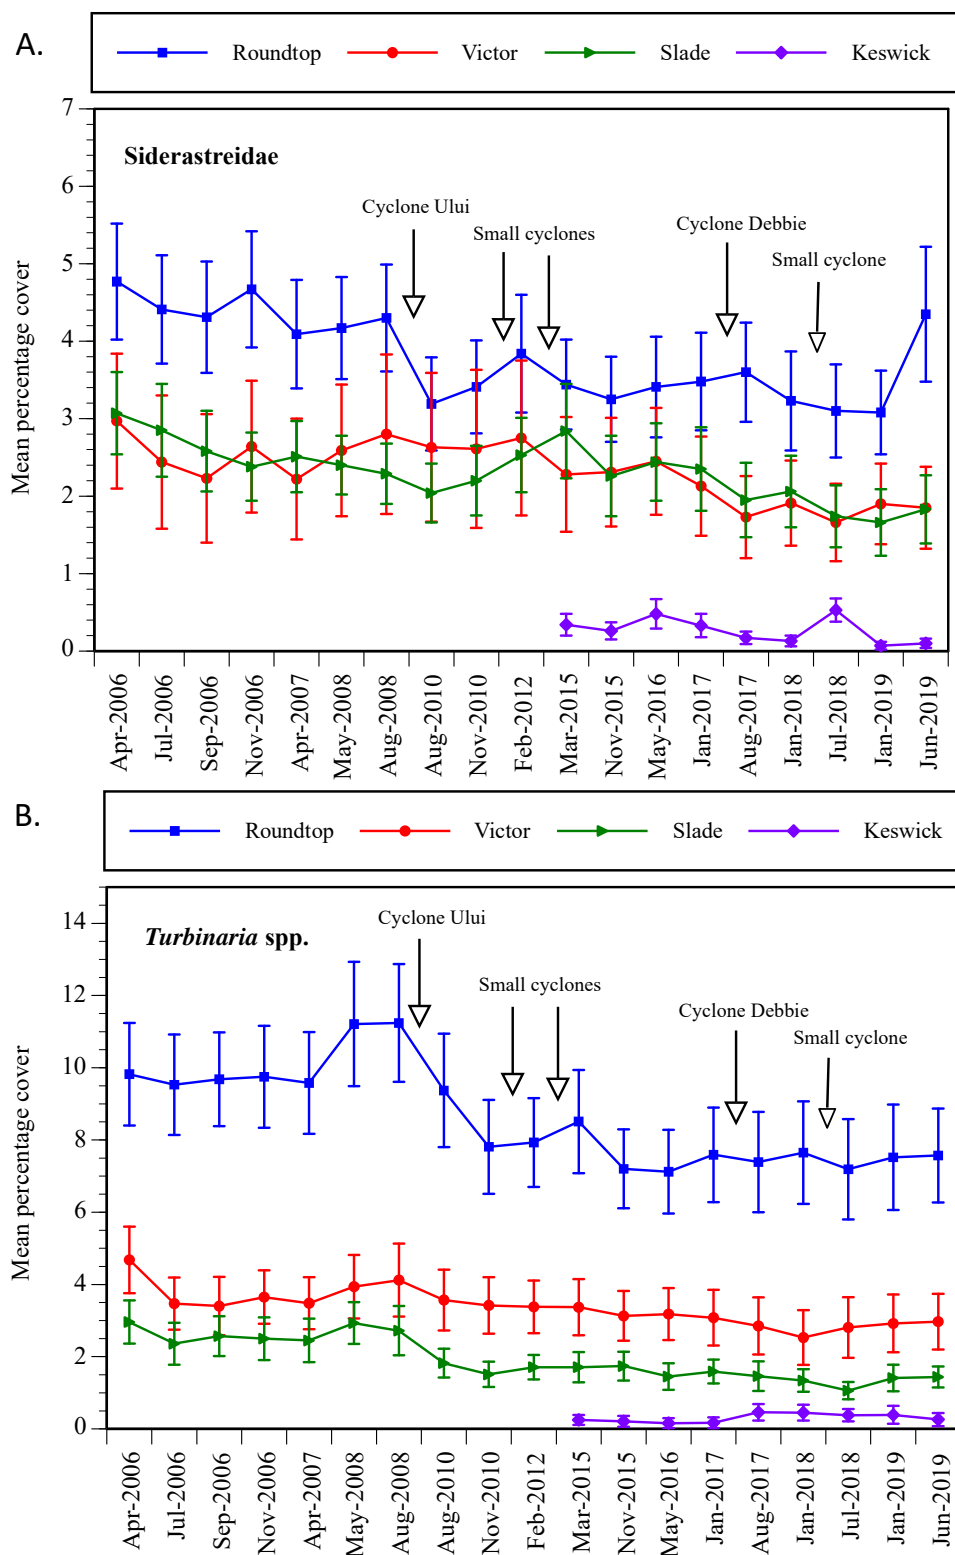 A.
Roundtop Victor Slade Keswick
7
6
5
4
3
2
1
0
Mean percentage cover
Siderastreidae
Cyclone Ului
Small cyclones
Cyclone Debbie
Small cyclone
Apr-2006
Jul-2006
Sep-2006
Nov-2006
Apr-2007
May-2008
Aug-2008
Aug-2010
Nov-2010
Feb-2012
Mar-2015
Nov-2015
May-2016
Jan-2017
Aug-2017
Jan-2018
Jul-2018
Jan-2019
Jun-2019
B.
Roundtop Victor Slade Keswick
14
12
10
8
6
4
2
0
Mean percentage cover
Turbinaria spp.
Cyclone Ului
Small cyclones
Cyclone Debbie
Small cyclone
Apr-2006
Jul-2006
Sep-2006
Nov-2006
Apr-2007
May-2008
Aug-2008
Aug-2010
Nov-2010
Feb-2012
Mar-2015
Nov-2015
May-2016
Jan-2017
Aug-2017
Jan-2018
Jul-2018
Jan-2019
Jun-2019